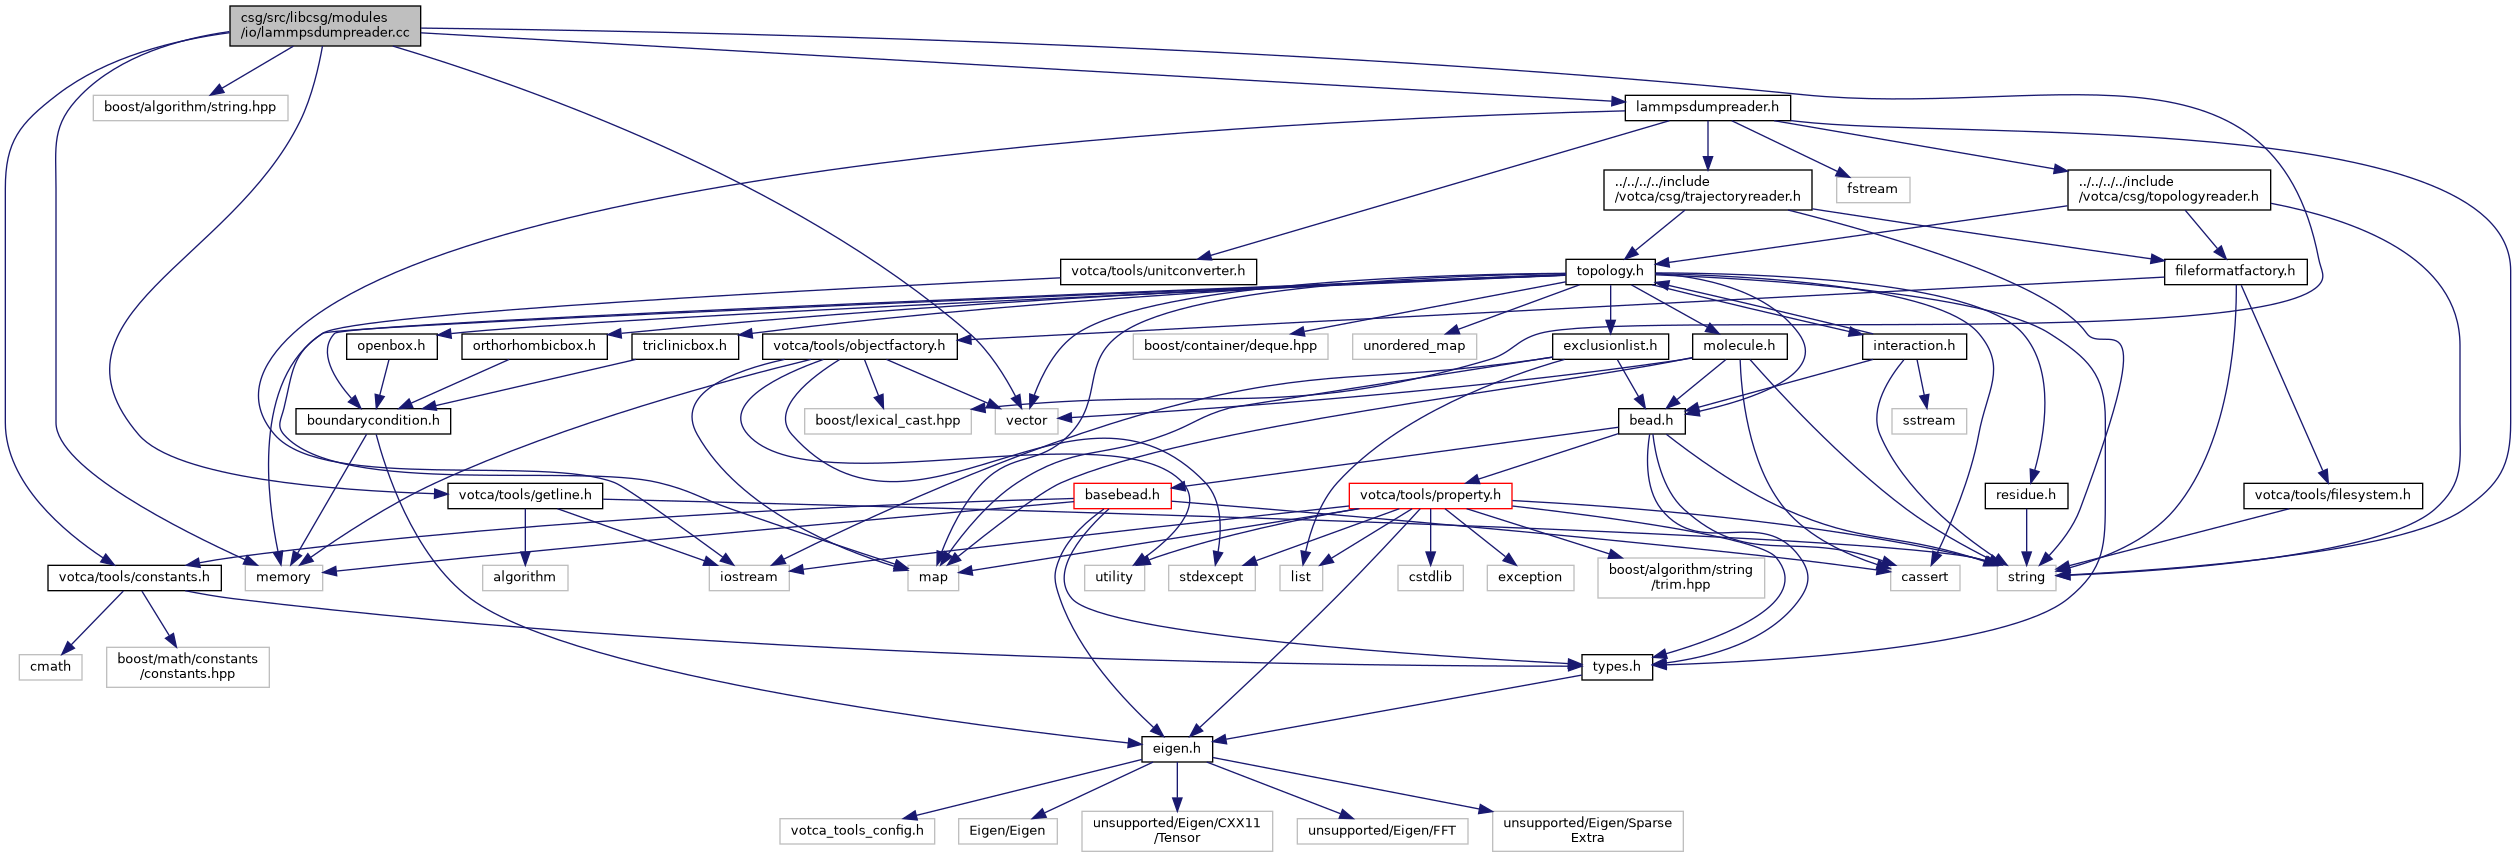 csg/src/libcsg/modules
/io/lammpsdumpreader.cc
boost/algorithm/string.hpp
lammpsdumpreader.h
../../../../include
/votca/csg/trajectoryreader.h
fstream
../../../../include
/votca/csg/topologyreader.h
votca/tools/unitconverter.h
topology.h
fileformatfactory.h
openbox.h
orthorhombicbox.h
triclinicbox.h
votca/tools/objectfactory.h
boost/container/deque.hpp
unordered_map
exclusionlist.h
molecule.h
interaction.h
boundarycondition.h
boost/lexical_cast.hpp
vector
bead.h
sstream
votca/tools/getline.h
basebead.h
votca/tools/property.h
residue.h
votca/tools/filesystem.h
votca/tools/constants.h
memory
algorithm
iostream
map
utility
stdexcept
list
cstdlib
exception
boost/algorithm/string
/trim.hpp
cassert
string
cmath
boost/math/constants
/constants.hpp
types.h
eigen.h
votca_tools_config.h
Eigen/Eigen
unsupported/Eigen/CXX11
/Tensor
unsupported/Eigen/FFT
unsupported/Eigen/Sparse
Extra